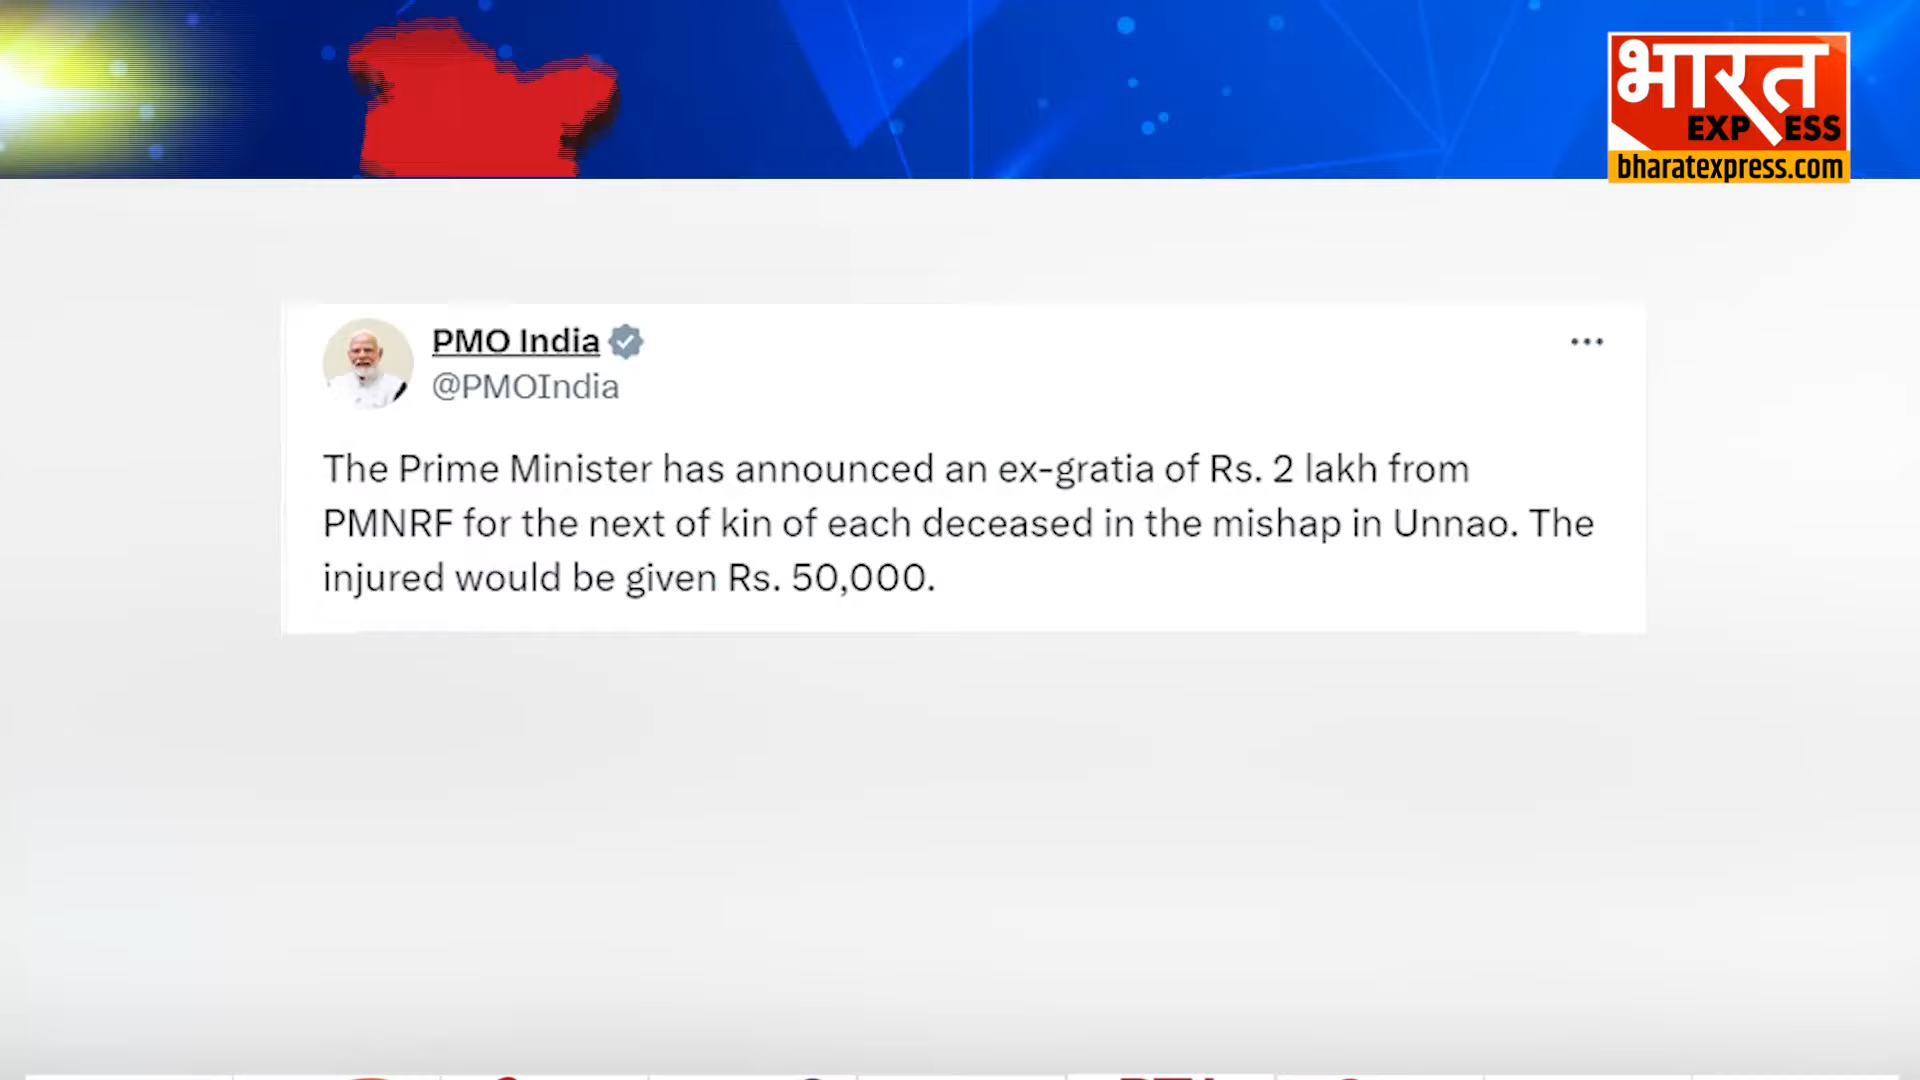 भारत
EXPRESS
bharatexpress.com
PMO India
@PMOIndia
The Prime Minister has announced an ex-gratia of Rs. 2 lakh from
PMNRF for the next of kin of each deceased in the mishap in Unnao. The
injured would be given Rs. 50,000.